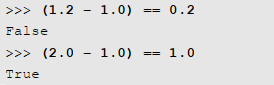 >>> (1.2 − 1.0) == 0.2
False
>>> (2.0 − 1.0) == 1.0
True